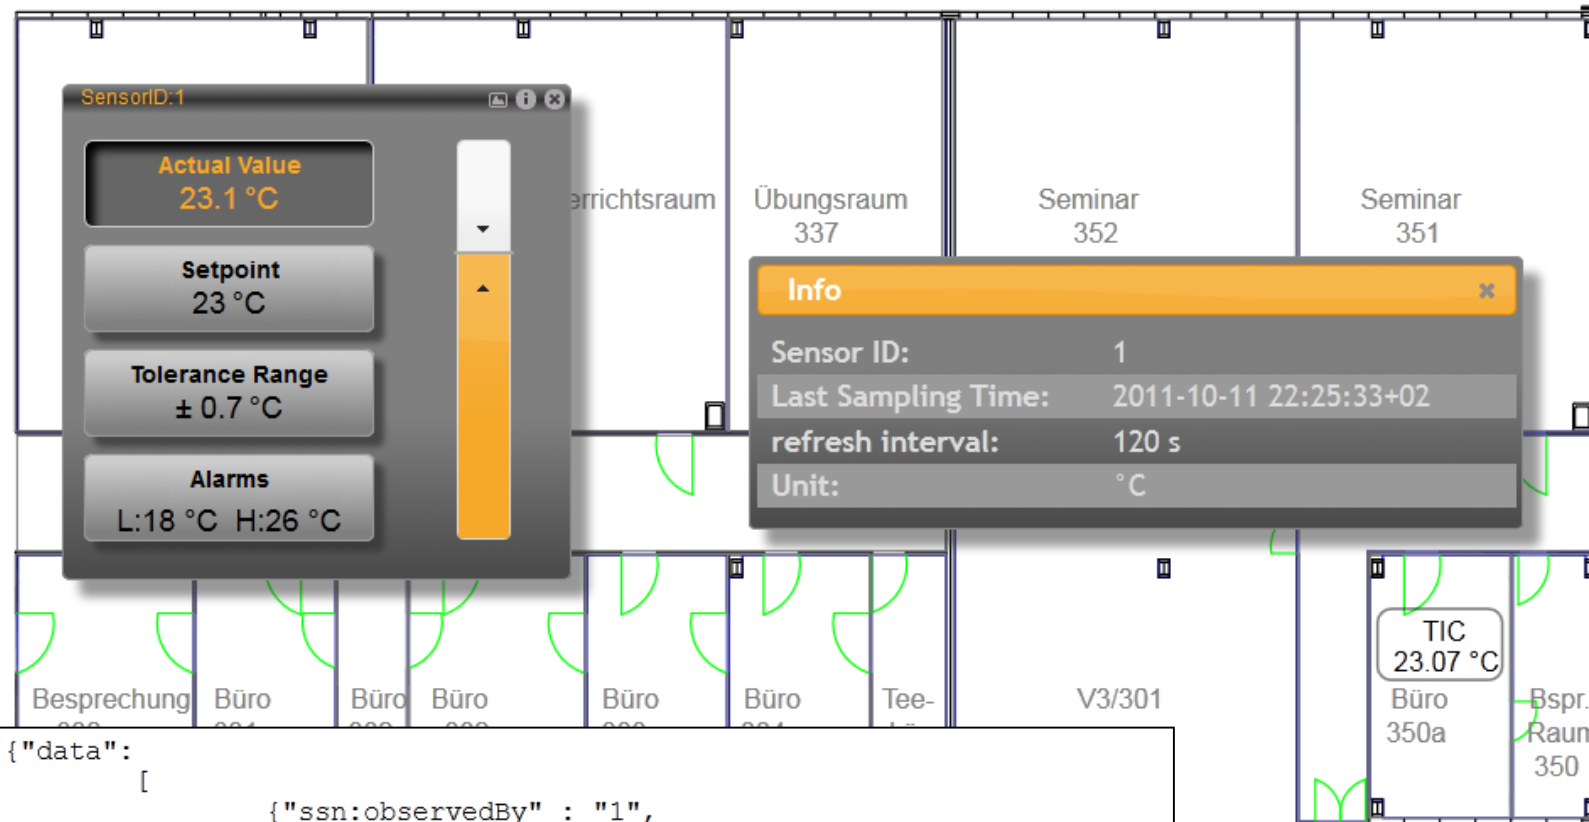 SensorID:1
Actual Value
23.1 °C
Setpoint
23 °C
Tolerance Range
± 0.7 °C
Alarms
L:18 °C H:26 °C
Übungsraum
337
Seminar
352
Seminar
351
Info
Sensor ID: 1
Last Sampling Time: 2011-10-11 22:25:33+02
refresh interval: 120 s
Unit: °C
TIC
23.07 °C
Besprechung
Büro
Büro
Büro
Büro
Büro
Tee-
V3/301
Büro
350a
Bspr.
Raum
350
{"data":
[
{"ssn:observedBy" : "1",